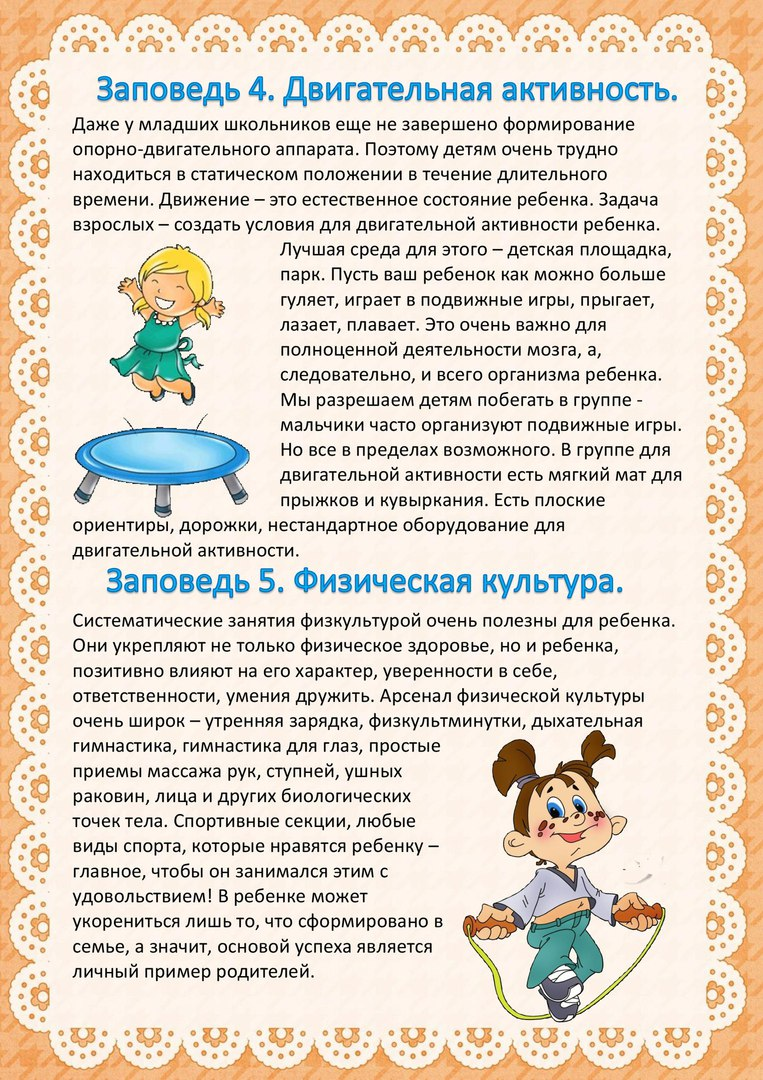 Заповедь 4. Двигательная активность.
Даже у младших школьников еще не завершено формирование
опорно-двигательного аппарата. Поэтому детям очень трудно
находиться в статическом положении в течение длительного
времени. Движение – это естественное состояние ребенка. Задача
взрослых – создать условия для двигательной активности ребенка.
Лучшая среда для этого – детская площадка,
парк. Пусть ваш ребенок как можно больше
гуляет, играет в подвижные игры, прыгает,
лазает, плавает. Это очень важно для
полноценной деятельности мозга, а,
следовательно, и всего организма ребенка.
Мы разрешаем детям побегать в группе -
мальчики часто организуют подвижные игры.
Но все в пределах возможного. В группе для
двигательной активности есть мягкий мат для
прыжков и кувыркания. Есть плоские
ориентиры, дорожки, нестандартное оборудование для
двигательной активности.
Заповедь 5. Физическая культура.
Систематические занятия физкультурой очень полезны для ребенка.
Они укрепляют не только физическое здоровье, но и ребенка,
позитивно влияют на его характер, уверенности в себе,
ответственности, умения дружить. Арсенал физической культуры
очень широк – утренняя зарядка, физкультминутки, дыхательная
гимнастика, гимнастика для глаз, простые
приемы массажа рук, ступней, ушных
раковин, лица и других биологических
точек тела. Спортивные секции, любые
виды спорта, которые нравятся ребенку –
главное, чтобы он занимался этим с
удовольствием! В ребенке может
укорениться лишь то, что сформировано в
семье, а значит, основой успеха является
личный пример родителей.